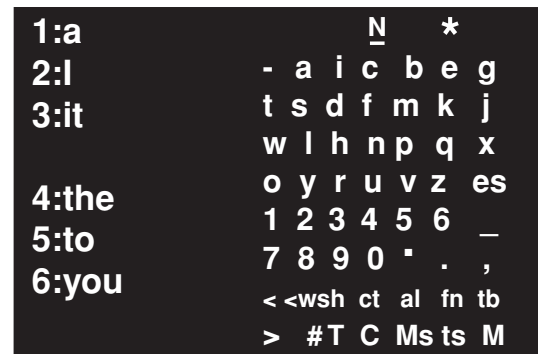 1:a
2:I
3:it
4:the
5:to
6:you
N *
- a i c b e g
t s d f m k j
w l h n p q x
o y r u v z es
1 2 3 4 5 6 _
7 8 9 0 ▪ . ,
< <wsh ct al fn tb
> #T C Ms ts M